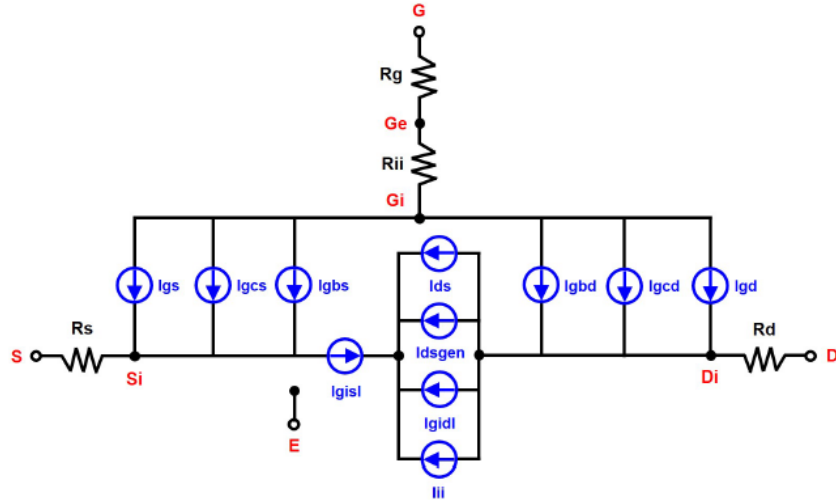 G
Rg
Ge
Rii
Gi
Igs
Igcs
Igbs
Ids
Igbd
Igcd
Igd
S
Rs
Si
Idsgen
Rd
D
Di
Igisl
E
Igidl
Iii